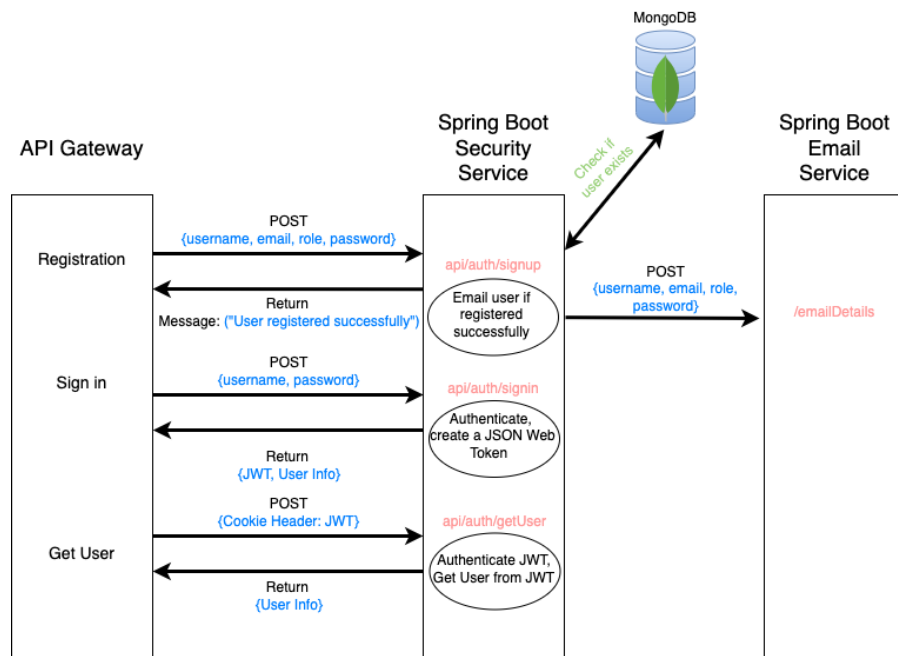 MongoDB
API Gateway
Spring Boot
Security
Service
Spring Boot
Email
Service
Check if
user exists
Registration
POST
{username, email, role, password}
api/auth/signup
Return
Message: ("User registered successfully")
Email user if
registered
successfully
POST
{username, email, role,
password}
/emailDetails
Sign in
POST
{username, password}
api/auth/signin
Authenticate,
create a JSON Web
Token
Return
{JWT, User Info}
Get User
POST
{Cookie Header: JWT}
api/auth/getUser
Authenticate JWT,
Get User from JWT
Return
{User Info}